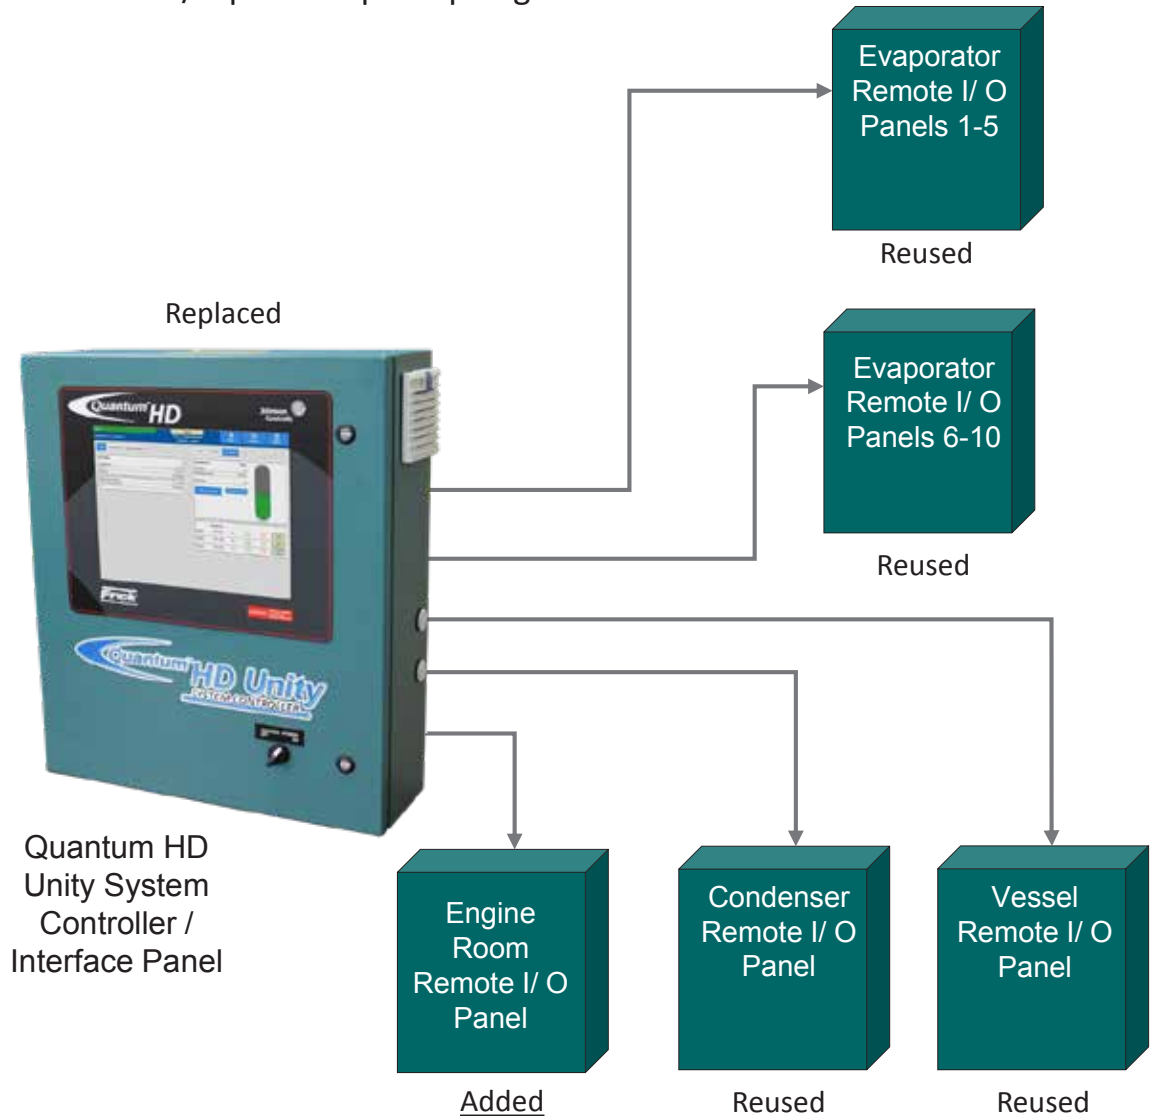 Evaporator
Remote I/ O
Panels 1-5
Reused
Replaced
Evaporator
Remote I/ O
Panels 6-10
Reused
Quantum HD
Frick
Quantum HD Unity
SYSTEM CONTROLLER
Quantum HD
Unity System
Controller /
Interface Panel
Engine
Room
Remote I/ O
Panel
Added
Condenser
Remote I/ O
Panel
Reused
Vessel
Remote I/ O
Panel
Reused